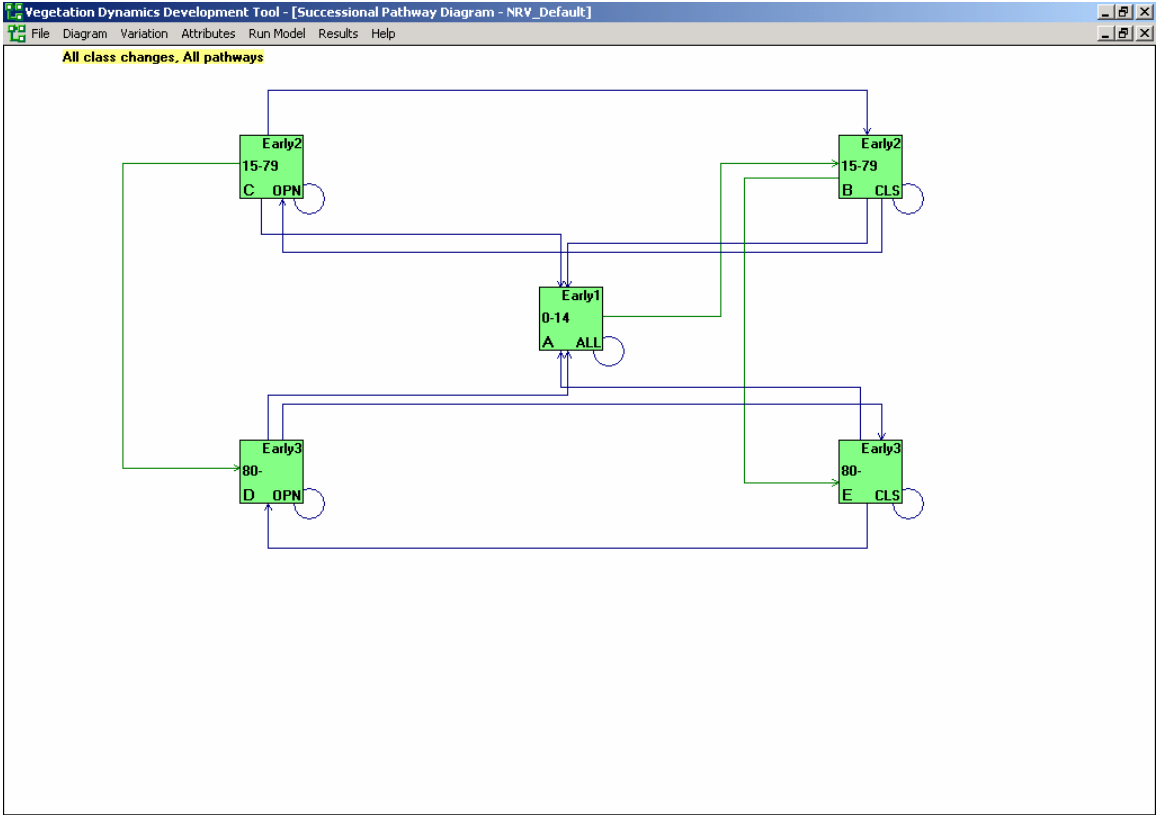 Vegetation Dynamics Development Tool - [Successional Pathway Diagram - NRV_Default]
File Diagram Variation Attributes Run Model Results Help
All class changes, All pathways
Early2
15-79
C OPN
Early2
15-79
B CLS
Early1
0-14
A ALL
Early3
80-
D OPN
Early3
80-
E CLS